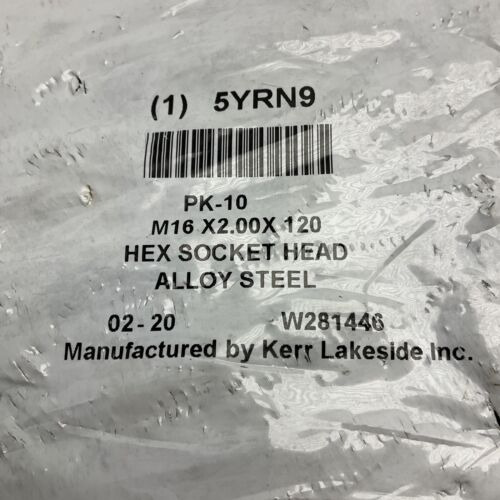 (1) 5YRN9
PK-10
M16 X2.00X 120
HEX SOCKET HEAD
ALLOY STEEL
02-20 W281446
Manufactured by Kerr Lakeside Inc.